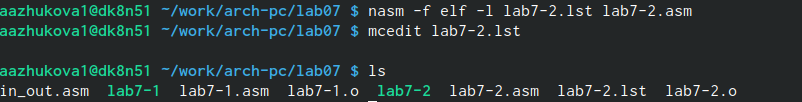 aazhukova1@dk8n51 ~/work/arch-pc/lab07 $ nasm -f elf -l lab7-2.lst lab7-2.asm
aazhukova1@dk8n51 ~/work/arch-pc/lab07 $ mcedit lab7-2.lst
aazhukova1@dk8n51 ~/work/arch-pc/lab07 $ ls
in_out.asm lab7-1 lab7-1.asm lab7-1.o lab7-2 lab7-2.asm lab7-2.lst lab7-2.o